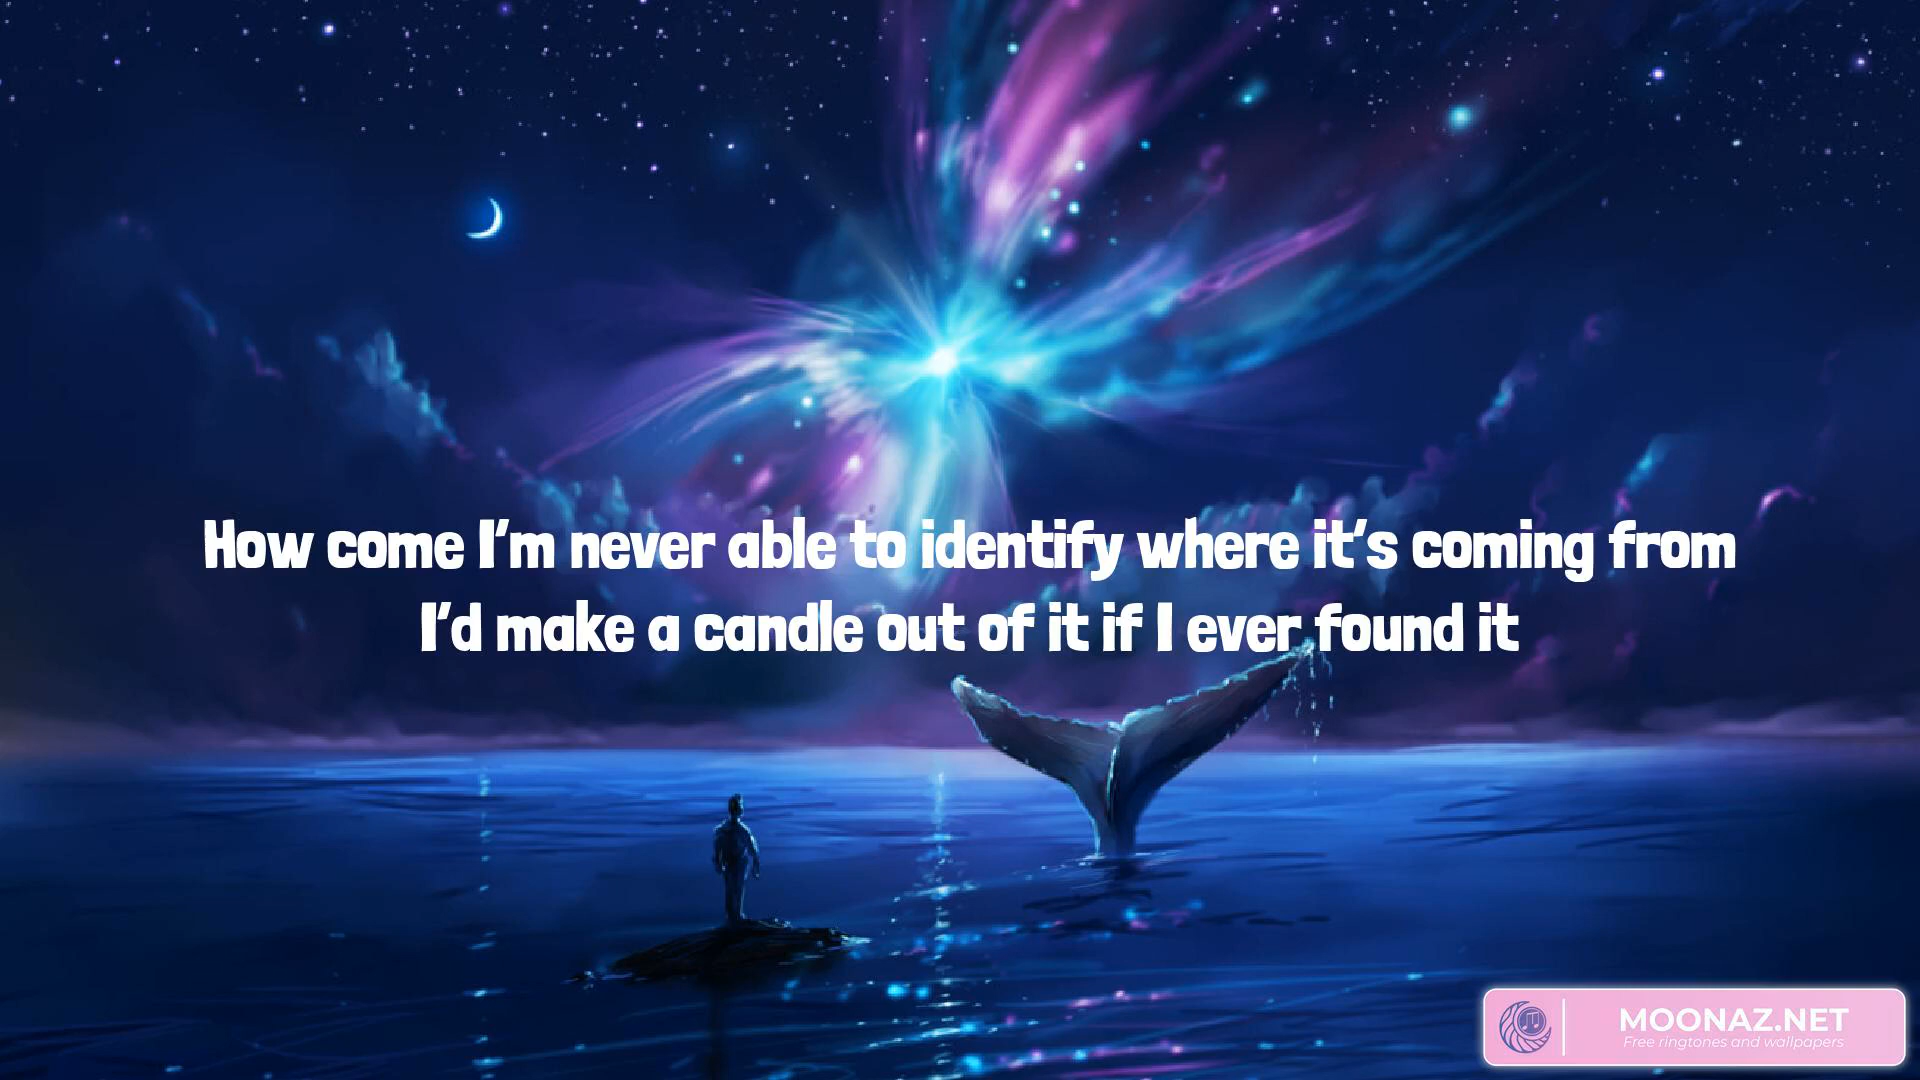 How come I'm never able to identify where it's coming from
I'd make a candle out of it if I ever found it
MOONAZ.NET
Free ringtones and wallpapers